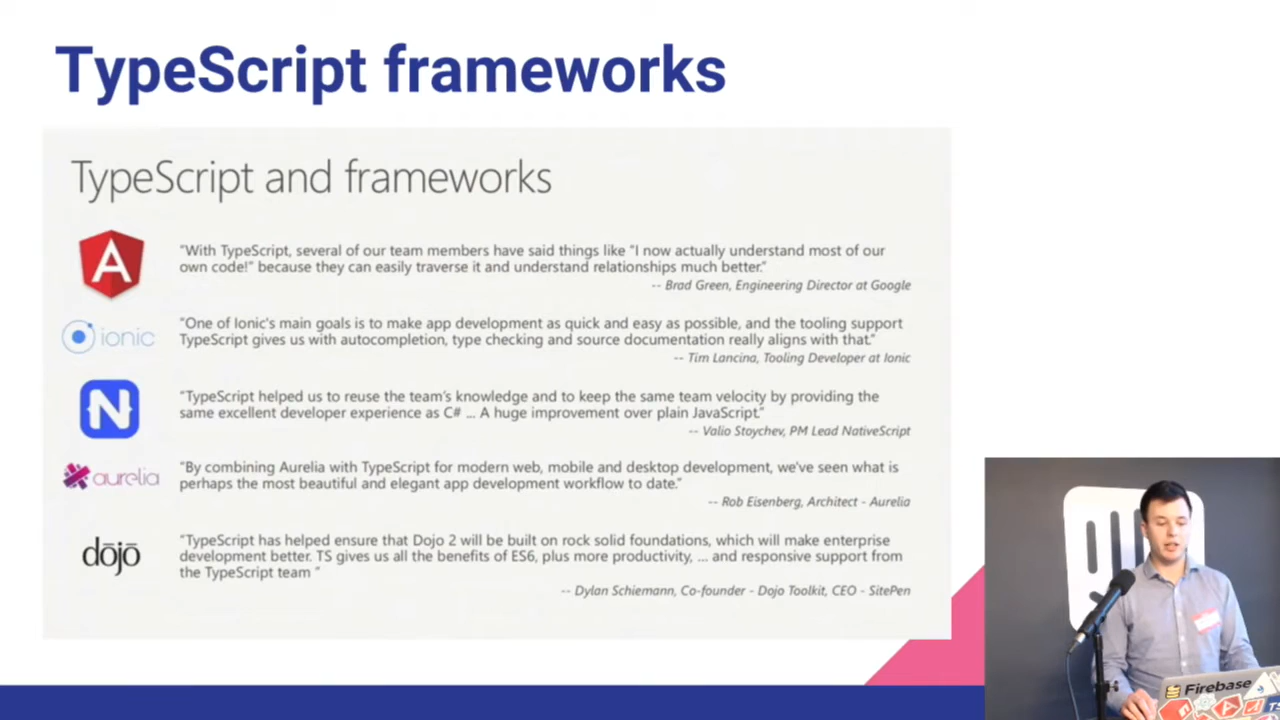 TypeScript frameworks
TypeScript and frameworks
"With TypeScript, several of our team members have said things like "I now actually understand most of our
own code!" because they can easily traverse it and understand relationships much better."
-- Brad Green, Engineering Director at Google
ionic
"One of Ionic's main goals is to make app development as quick and easy as possible, and the tooling support
TypeScript gives us with autocompletion, type checking and source documentation really aligns with that."
-- Tim Lancina, Tooling Developer at Ionic
N
"TypeScript helped us to reuse the team's knowledge and to keep the same team velocity by providing the
same excellent developer experience as C# ... A huge improvement over plain JavaScript."
-- Valio Stoychev, PM Lead NativeScript
aurelia
"By combining Aurelia with TypeScript for modern web, mobile and desktop development, we've seen what is
perhaps the most beautiful and elegant app development workflow to date."
-- Rob Eisenberg, Architect - Aurelia
dōjō
"TypeScript has helped ensure that Dojo 2 will be built on rock solid foundations, which will make enterprise
development better. TS gives us all the benefits of ES6, plus more productivity, ... and responsive support from
the TypeScript team "
-- Dylan Schiemann, Co-founder - Dojo Toolkit, CEO - SitePen
Firebase
TS